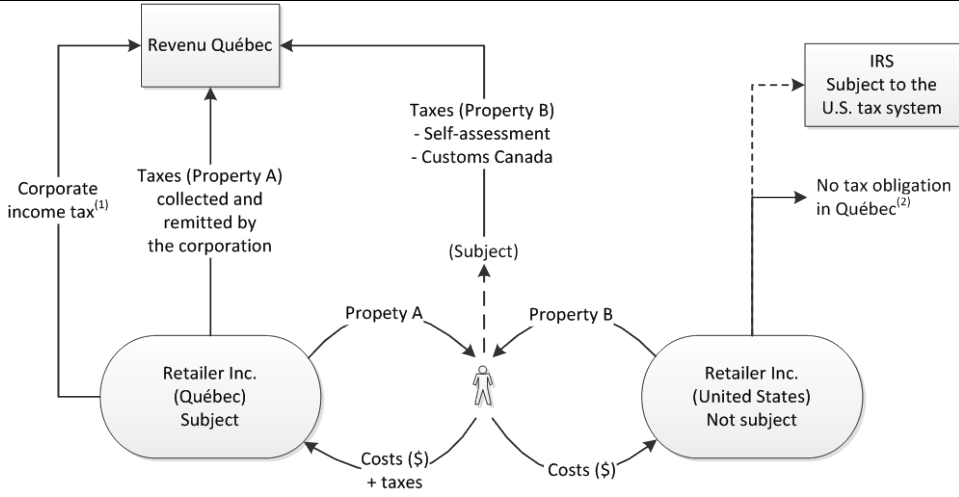 Revenu Québec
IRS
Subject to the
U.S. tax system
Taxes (Property B)
- Self-assessment
- Customs Canada
Taxes (Property A)
collected and
remitted by
the corporation
Corporate
income tax(1)
No tax obligation
in Québec(2)
(Subject)
Propety A
Property B
Retailer Inc.
(Québec)
Subject
Retailer Inc.
(United States)
Not subject
Costs ($)
+ taxes
Costs ($)